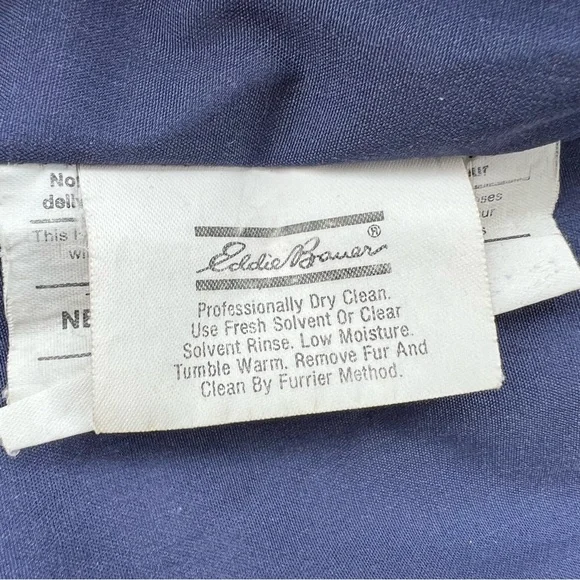 Eddie Bauer®
Professionally Dry Clean.
Use Fresh Solvent Or Clear
Solvent Rinse. Low Moisture.
Tumble Warm. Remove Fur And
Clean By Furrier Method.
This
NE